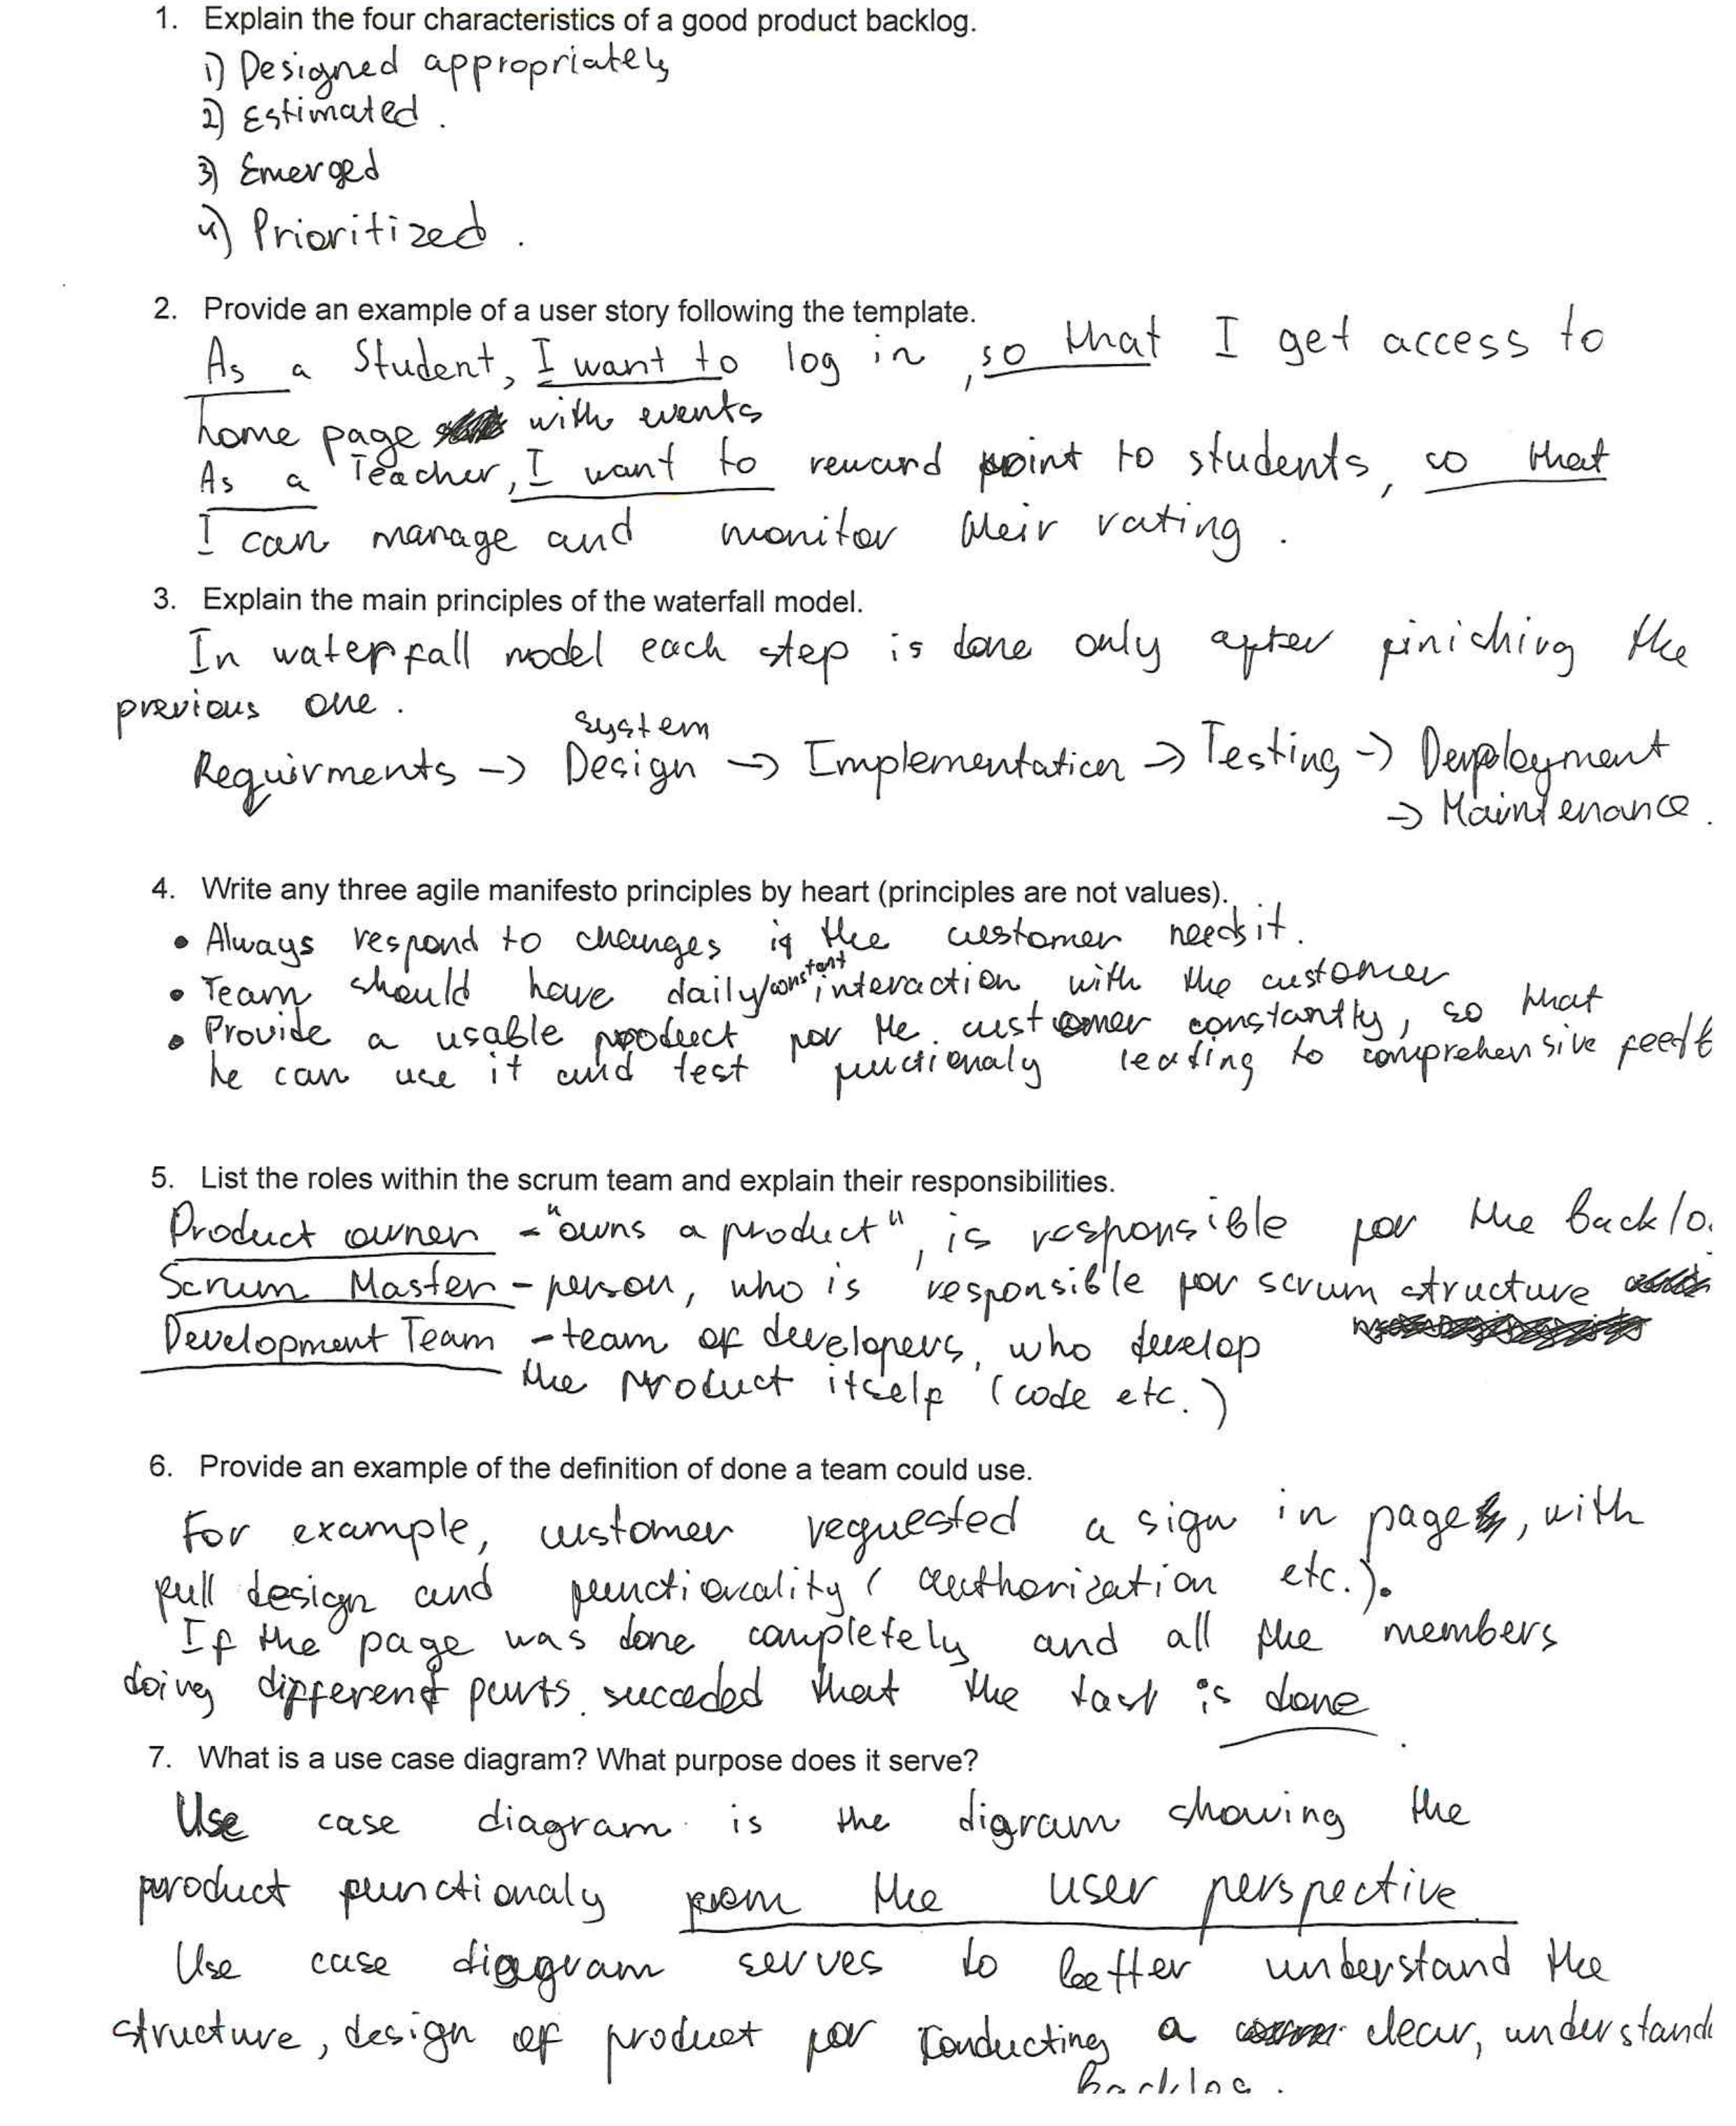 1. Explain the four characteristics of a good product backlog.
1) Designed appropriately
2) Estimated.
3) Emerged
4) Prioritized.
2. Provide an example of a user story following the template.
As a Student, I want to log in, so that I get access to
home page with events
As a Teacher, I want to reward point to students, so that
I can manage and monitor their rating.
3. Explain the main principles of the waterfall model.
In waterfall model each step is done only after finiching the
previous one.
system
Requirments -> Design -> Implementation -> Testing -> Deployment
-> Maintenance.
4. Write any three agile manifesto principles by heart (principles are not values).
• Always respond to changes if the customer needs it.
• Team should have daily/constant interaction with the customer
• Provide a usable product for the customer constantly, so that
he can use it and test functionaly leading to comprehensive feedb
5. List the roles within the scrum team and explain their responsibilities.
Product owner - "owns a product", is responsible for the backlo
Scrum Master - person, who is responsible for scrum structure
Development Team - team of developers, who develop
the product itself (code etc.)
6. Provide an example of the definition of done a team could use.
For example, customer requested a sign in page, with
full design and functionality (authorization etc.).
If the page was done completely and all the members
doing different parts succeded that the task is done.
7. What is a use case diagram? What purpose does it serve?
Use case diagram is the digram showing the
product functionaly from the user perspective
Use case diagram serves to better understand the
structure, design of product for conducting a clear, understand
backlog.